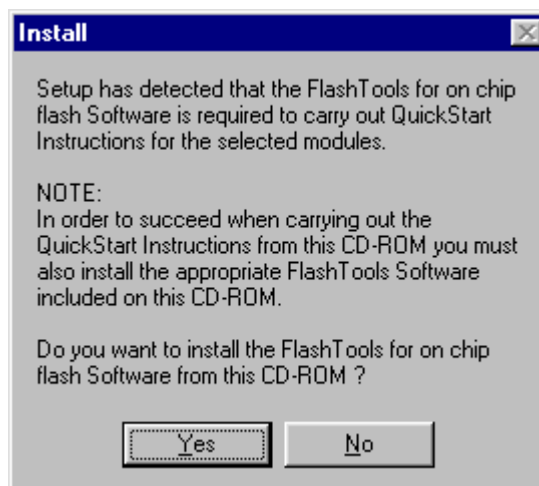 Install
Setup has detected that the FlashTools for on chip
flash Software is required to carry out QuickStart
Instructions for the selected modules.
NOTE:
In order to succeed when carrying out the
QuickStart Instructions from this CD-ROM you must
also install the appropriate FlashTools Software
included on this CD-ROM.
Do you want to install the FlashTools for on chip
flash Software from this CD-ROM ?
Yes No